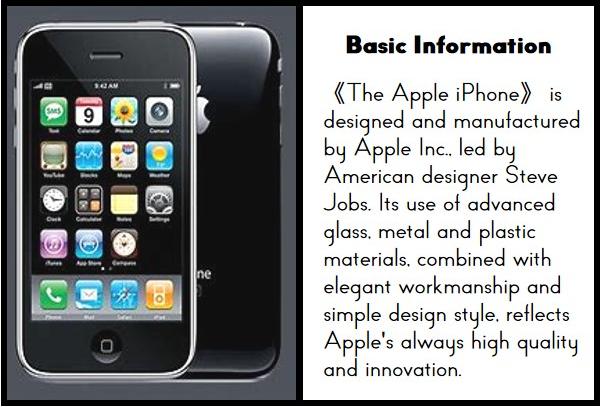 9:42 AM
Text Calendar Photos Camera
YouTube Stocks Maps Weather
Clock Calculator Notes Settings
iTunes App Store Compass
Phone Mail Safari iPod
SMS
9
ne
Basic Information
《The Apple iPhone》 is
designed and manufactured
by Apple Inc., led by
American designer Steve
Jobs. Its use of advanced
glass, metal and plastic
materials, combined with
elegant workmanship and
simple design style, reflects
Apple's always high quality
and innovation.